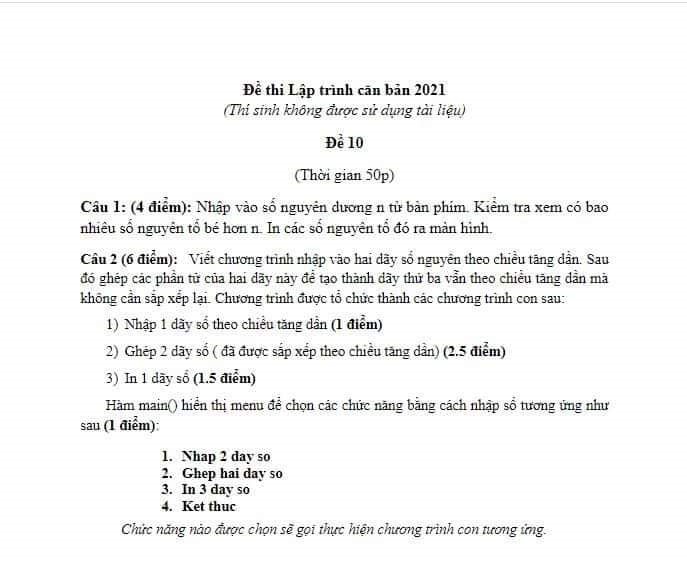 Đề thi Lập trình căn bản 2021
(Thí sinh không được sử dụng tài liệu)
Đề 10
(Thời gian 50p)
Câu 1: (4 điểm): Nhập vào số nguyên dương n từ bàn phím. Kiểm tra xem có bao
nhiêu số nguyên tố bé hơn n. In các số nguyên tố đó ra màn hình.
Câu 2 (6 điểm): Viết chương trình nhập vào hai dãy số nguyên theo chiều tăng dần. Sau
đó ghép các phần tử của hai dãy này để tạo thành dãy thứ ba vẫn theo chiều tăng dần mà
không cần sắp xếp lại. Chương trình được tổ chức thành các chương trình con sau:
1) Nhập 1 dãy số theo chiều tăng dần (1 điểm)
2) Ghép 2 dãy số ( đã được sắp xếp theo chiều tăng dần) (2.5 điểm)
3) In 1 dãy số (1.5 điểm)
Hàm main() hiển thị menu để chọn các chức năng bằng cách nhập số tương ứng như
sau (1 điểm):
1. Nhap 2 day so
2. Ghep hai day so
3. In 3 day so
4. Ket thuc
Chức năng nào được chọn sẽ gọi thực hiện chương trình con tương ứng.